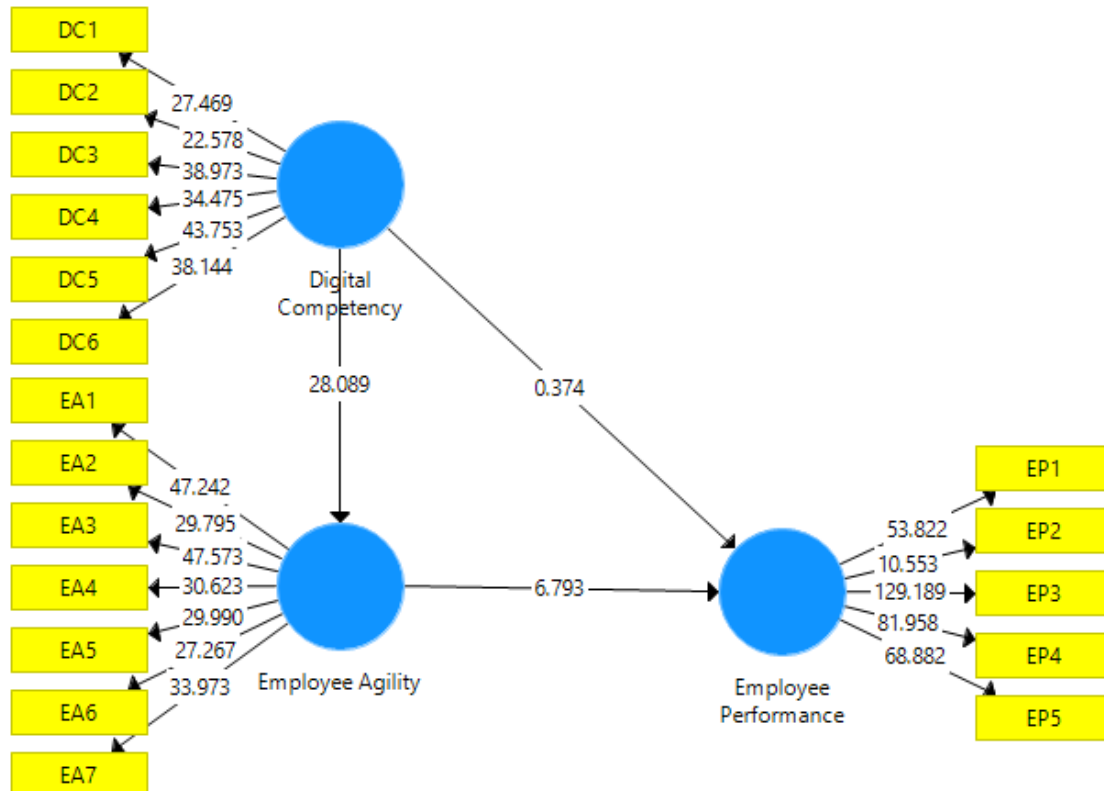 DC1
27.469
DC2
22.578
DC3
38.973
DC4
34.475
DC5
43.753
DC6
38.144
Digital
Competency
28.089
0.374
EA1
47.242
EA2
29.795
EA3
47.573
EA4
30.623
EA5
29.990
EA6
27.267
EA7
33.973
Employee Agility
6.793
Employee
Performance
EP1
53.822
EP2
10.553
EP3
129.189
EP4
81.958
EP5
68.882